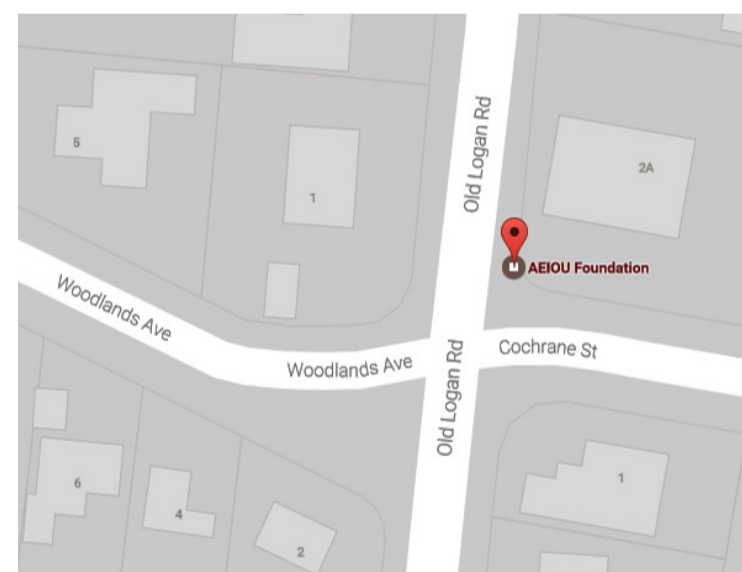 Old Logan Rd
5
2A
1
AEIOU Foundation
Woodlands Ave
Woodlands Ave
Cochrane St
Old Logan Rd
1
6
4
2